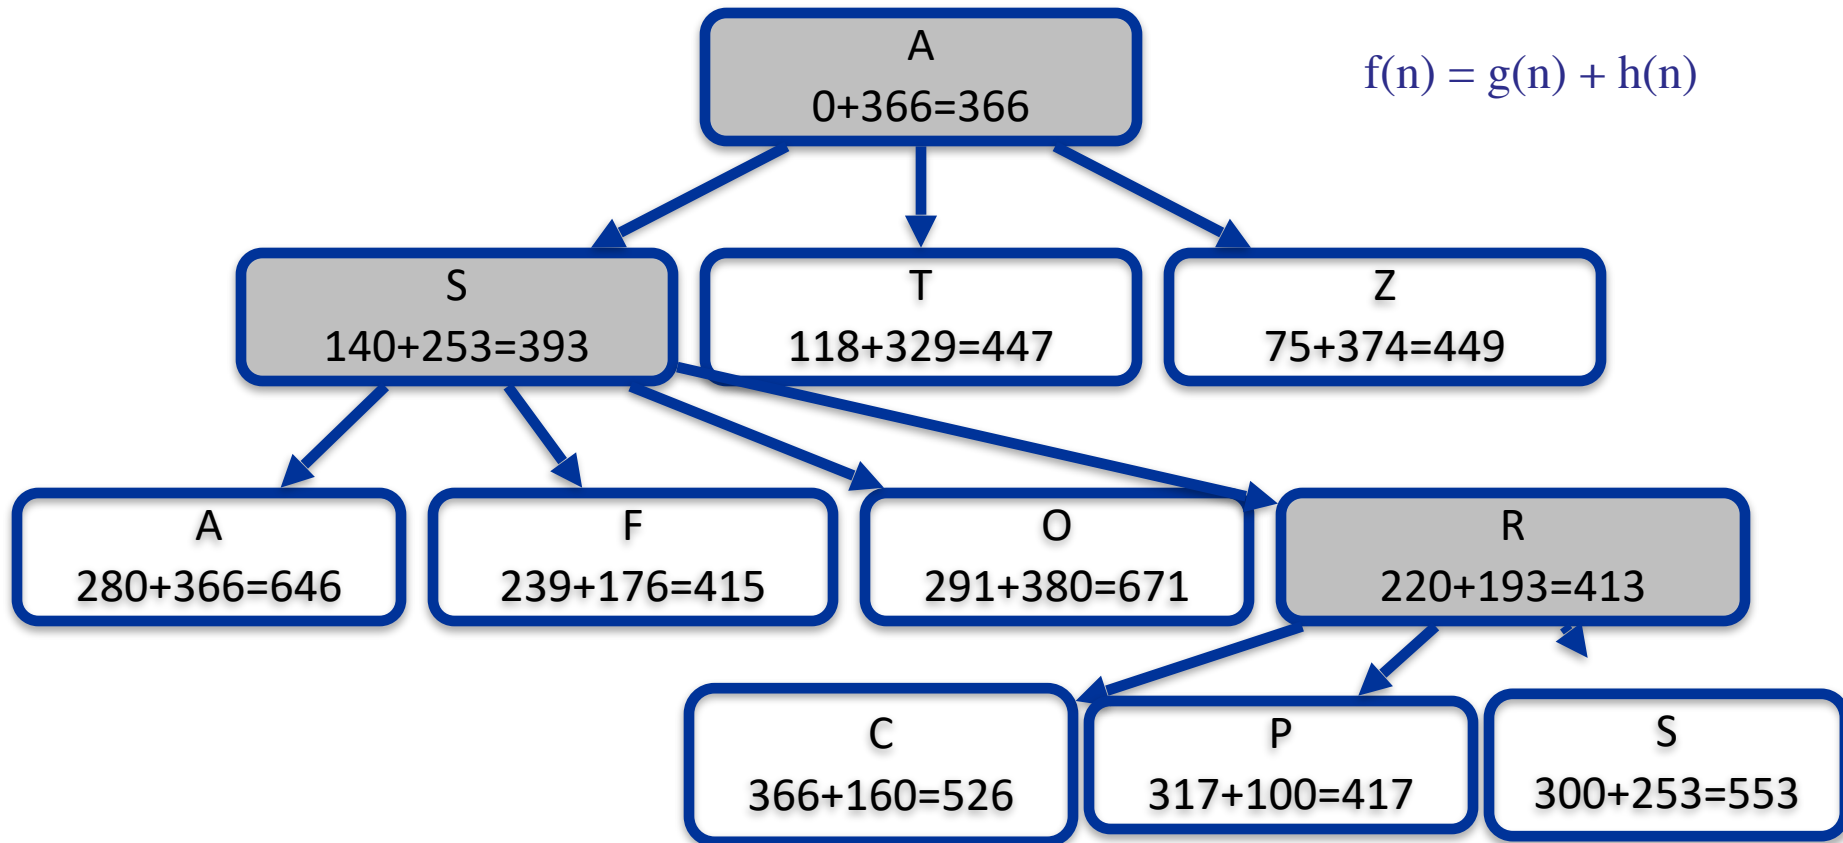 A
0+366=366
f(n) = g(n) + h(n)
S
140+253=393
T
118+329=447
Z
75+374=449
A
280+366=646
F
239+176=415
O
291+380=671
R
220+193=413
C
366+160=526
P
317+100=417
S
300+253=553